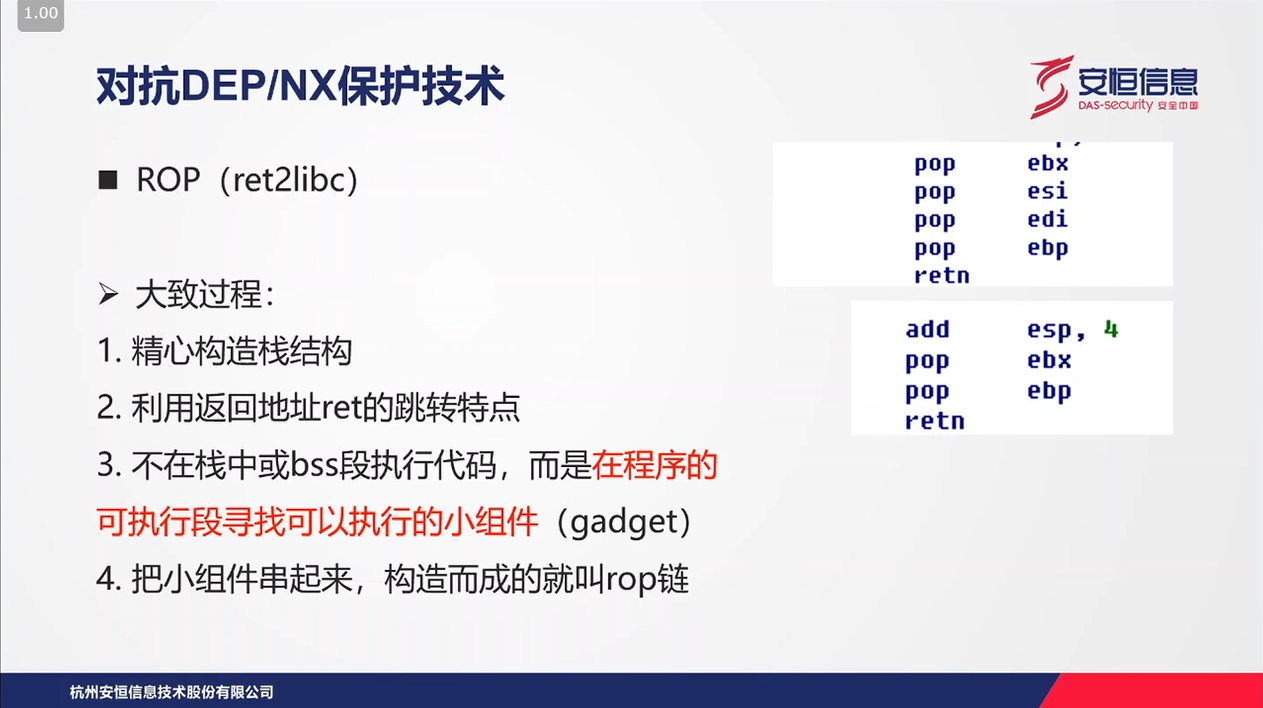 1.00
对抗DEP/NX保护技术
安恒信息
DAS-security 安全中国
■ ROP（ret2libc）
➢ 大致过程：
1. 精心构造栈结构
2. 利用返回地址ret的跳转特点
3. 不在栈中或bss段执行代码，而是在程序的
可执行段寻找可以执行的小组件（gadget）
4. 把小组件串起来，构造而成的就叫rop链
pop ebx
pop esi
pop edi
pop ebp
retn
add esp, 4
pop ebx
pop ebp
retn
杭州安恒信息技术股份有限公司